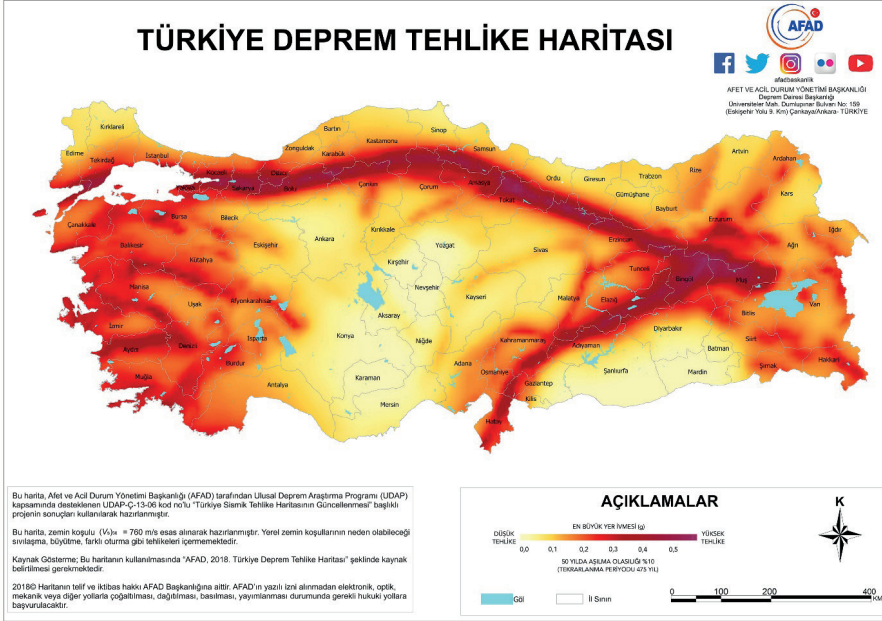 TÜRKİYE DEPREM TEHLİKE HARİTASI
AFAD
afadbaskanlik
AFET VE ACİL DURUM YÖNETİMİ BAŞKANLIĞI
Deprem Dairesi Başkanlığı
Üniversiteler Mah. Dumlupınar Bulvarı No: 159
(Eskişehir Yolu 9. Km) Çankaya/Ankara- TÜRKİYE
Kırklareli
Edirne
Tekirdağ
İstanbul
Kocaeli
Yalova
Sakarya
Düzce
Bolu
Zonguldak
Bartın
Karabük
Kastamonu
Sinop
Samsun
Çankırı
Çorum
Amasya
Tokat
Ordu
Giresun
Trabzon
Rize
Artvin
Ardahan
Kars
Gümüşhane
Bayburt
Erzurum
Iğdır
Ağrı
Çanakkale
Bursa
Bilecik
Balıkesir
Kütahya
Eskişehir
Ankara
Kırıkkale
Kırşehir
Yozgat
Sivas
Erzincan
Tunceli
Bingöl
Muş
Van
Bitlis
Manisa
Uşak
Afyonkarahisar
Nevşehir
Kayseri
Malatya
Elazığ
Diyarbakır
Batman
Siirt
Şırnak
Hakkari
İzmir
Aydın
Denizli
Isparta
Burdur
Konya
Aksaray
Niğde
Kahramanmaraş
Adıyaman
Şanlıurfa
Mardin
Muğla
Antalya
Karaman
Mersin
Adana
Osmaniye
Gaziantep
Kilis
Hatay
Bu harita, Afet ve Acil Durum Yönetimi Başkanlığı (AFAD) tarafından Ulusal Deprem Araştırma Programı (UDAP)
kapsamında desteklenen UDAP-Ç-13-06 kod no'lu "Türkiye Sismik Tehlike Haritasının Güncellenmesi" başlıklı
projenin sonuçları kullanılarak hazırlanmıştır.
Bu harita, zemin koşulu (Vs)30 = 760 m/s esas alınarak hazırlanmıştır. Yerel zemin koşullarının neden olabileceği
sıvılaşma, büyütme, farklı oturma gibi tehlikeleri içermemektedir.
Kaynak Gösterme; Bu haritanın kullanılmasında "AFAD, 2018. Türkiye Deprem Tehlike Haritası" şeklinde kaynak
belirtilmesi gerekmektedir.
2018© Haritanın telif ve iktibas hakkı AFAD Başkanlığına aittir. AFAD'ın yazılı izni alınmadan elektronik, optik,
mekanik veya diğer yollarla çoğaltılması, dağıtılması, basılması, yayımlanması durumunda gerekli hukuki yollara
başvurulacaktır.
AÇIKLAMALAR
EN BÜYÜK YER İVMESİ (g)
DÜŞÜK
TEHLİKE
YÜKSEK
TEHLİKE
0,0 0,1 0,2 0,3 0,4 0,5
50 YILDA AŞILMA OLASILIĞI %10
(TEKRARLANMA PERİYODU 475 YIL)
Göl
İl Sınırı
K
0 100 200 400
KM